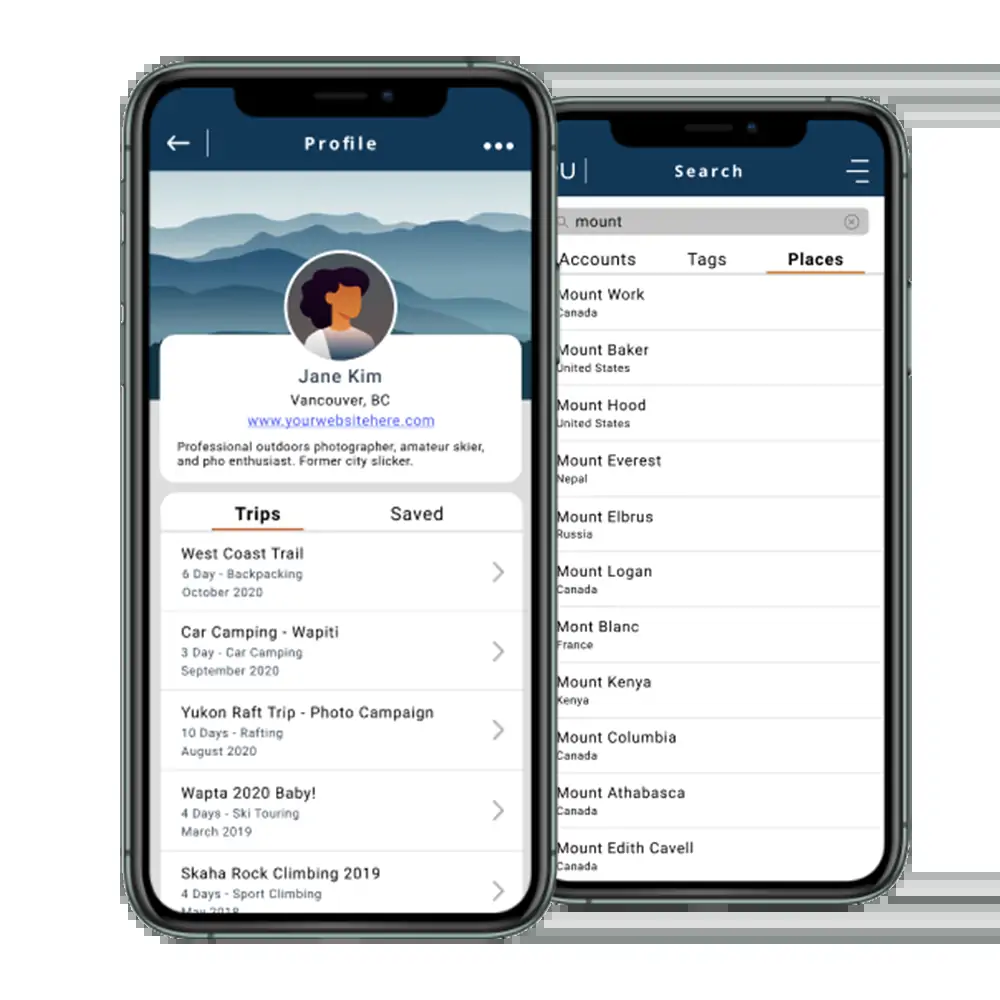 Profile
Jane Kim
Vancouver, BC
www.yourwebsitehere.com
Professional outdoors photographer, amateur skier,
and pho enthusiast. Former city slicker.
Trips Saved
West Coast Trail
6 Day - Backpacking
October 2020
Car Camping - Wapiti
3 Day - Car Camping
September 2020
Yukon Raft Trip - Photo Campaign
10 Days - Rafting
August 2020
Wapta 2020 Baby!
4 Days - Ski Touring
March 2019
Skaha Rock Climbing 2019
4 Days - Sport Climbing
May 2018
U Search
mount
Accounts Tags Places
Mount Work
Canada
Mount Baker
United States
Mount Hood
United States
Mount Everest
Nepal
Mount Elbrus
Russia
Mount Logan
Canada
Mont Blanc
France
Mount Kenya
Kenya
Mount Columbia
Canada
Mount Athabasca
Canada
Mount Edith Cavell
Canada